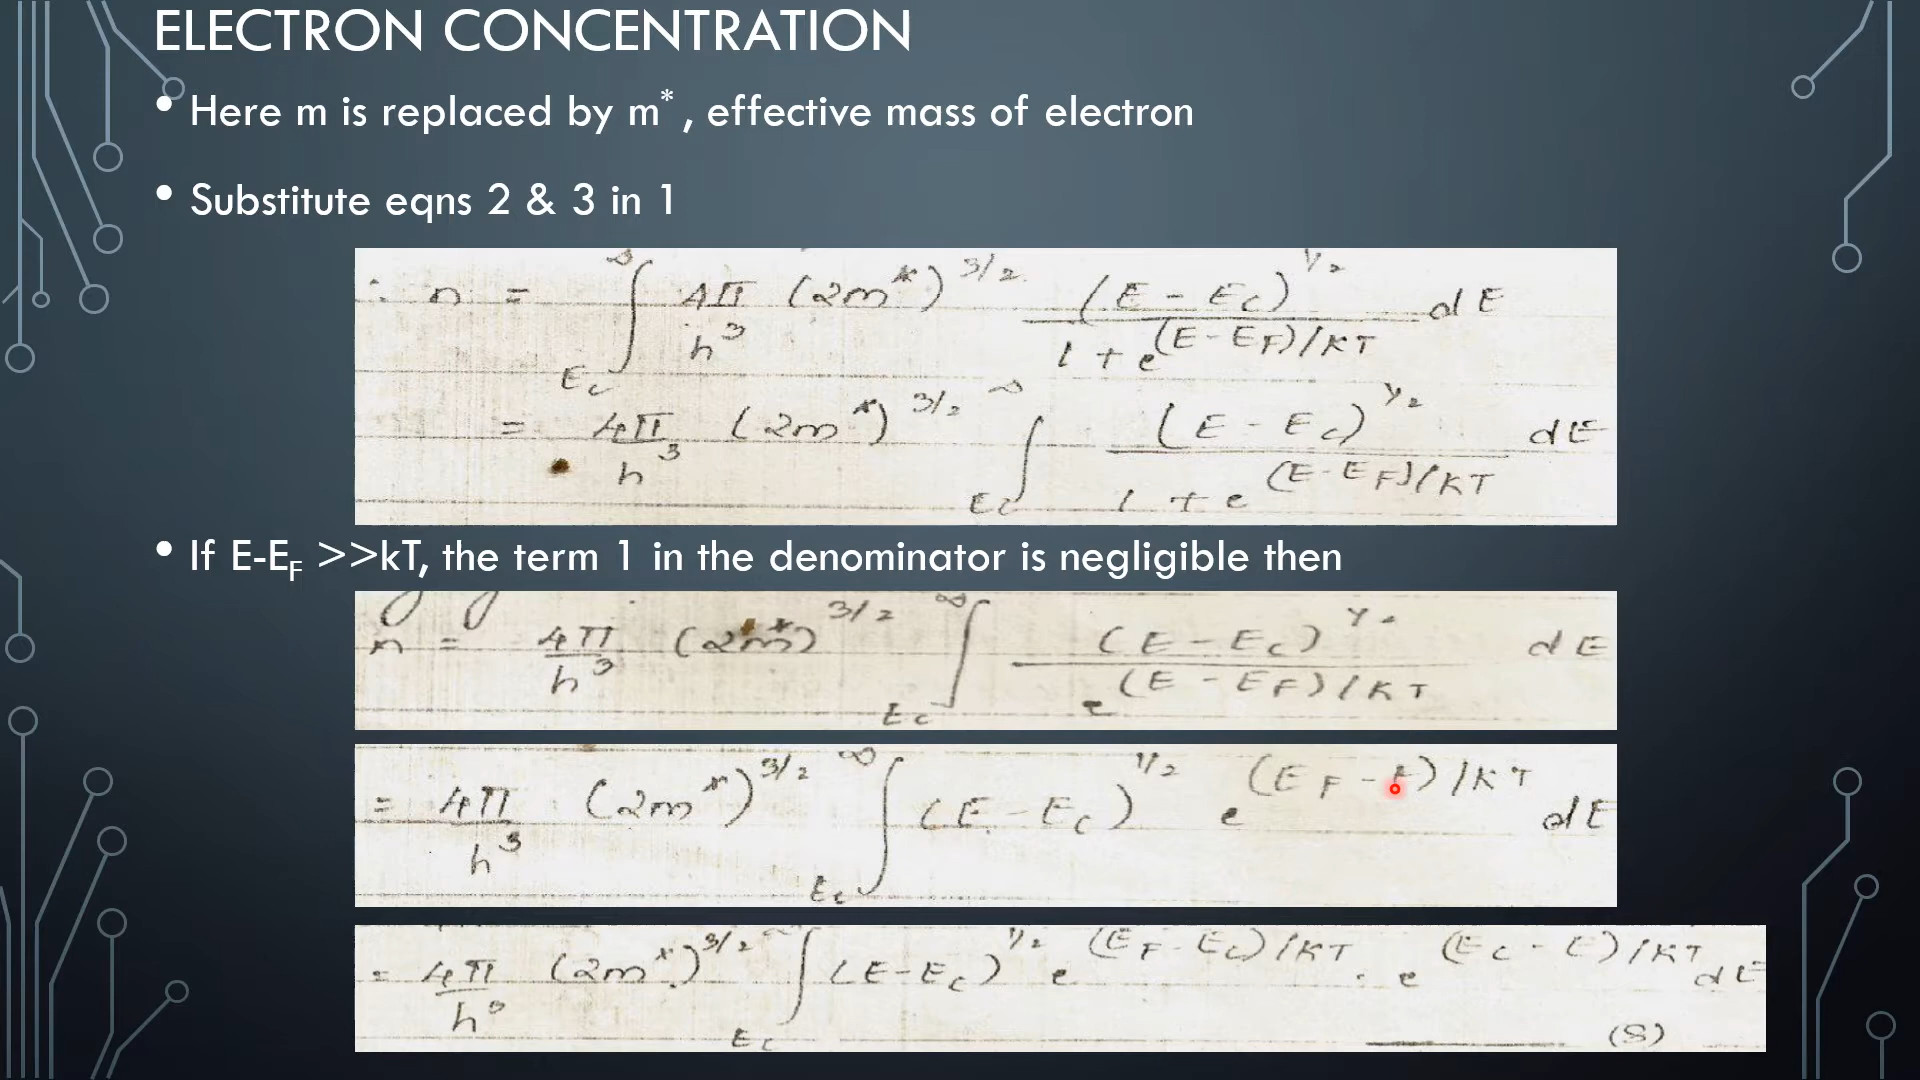 ELECTRON CONCENTRATION
• Here m is replaced by m* , effective mass of electron
• Substitute eqns 2 & 3 in 1
∴ n = ∫_{Ec}^{∞} 4π/h³ (2m*)^{3/2} (E - Ec)^{1/2} / 1 + e^{(E - EF)/KT} dE
= 4π/h³ (2m*)^{3/2} ∫_{Ec}^{∞} (E - Ec)^{1/2} / 1 + e^{(E - EF)/KT} dE
• If E-EF >>kT, the term 1 in the denominator is negligible then
n = 4π/h³ (2m*)^{3/2} ∫_{Ec}^{∞} (E - Ec)^{1/2} / e^{(E - EF)/KT} dE
= 4π/h³ (2m*)^{3/2} ∫_{Ec}^{∞} (E - Ec)^{1/2} e^{(EF - E)/KT} dE
= 4π/h³ (2m*)^{3/2} ∫_{Ec}^{∞} (E - Ec)^{1/2} e^{(EF - Ec)/KT} . e^{(Ec - E)/KT} dE